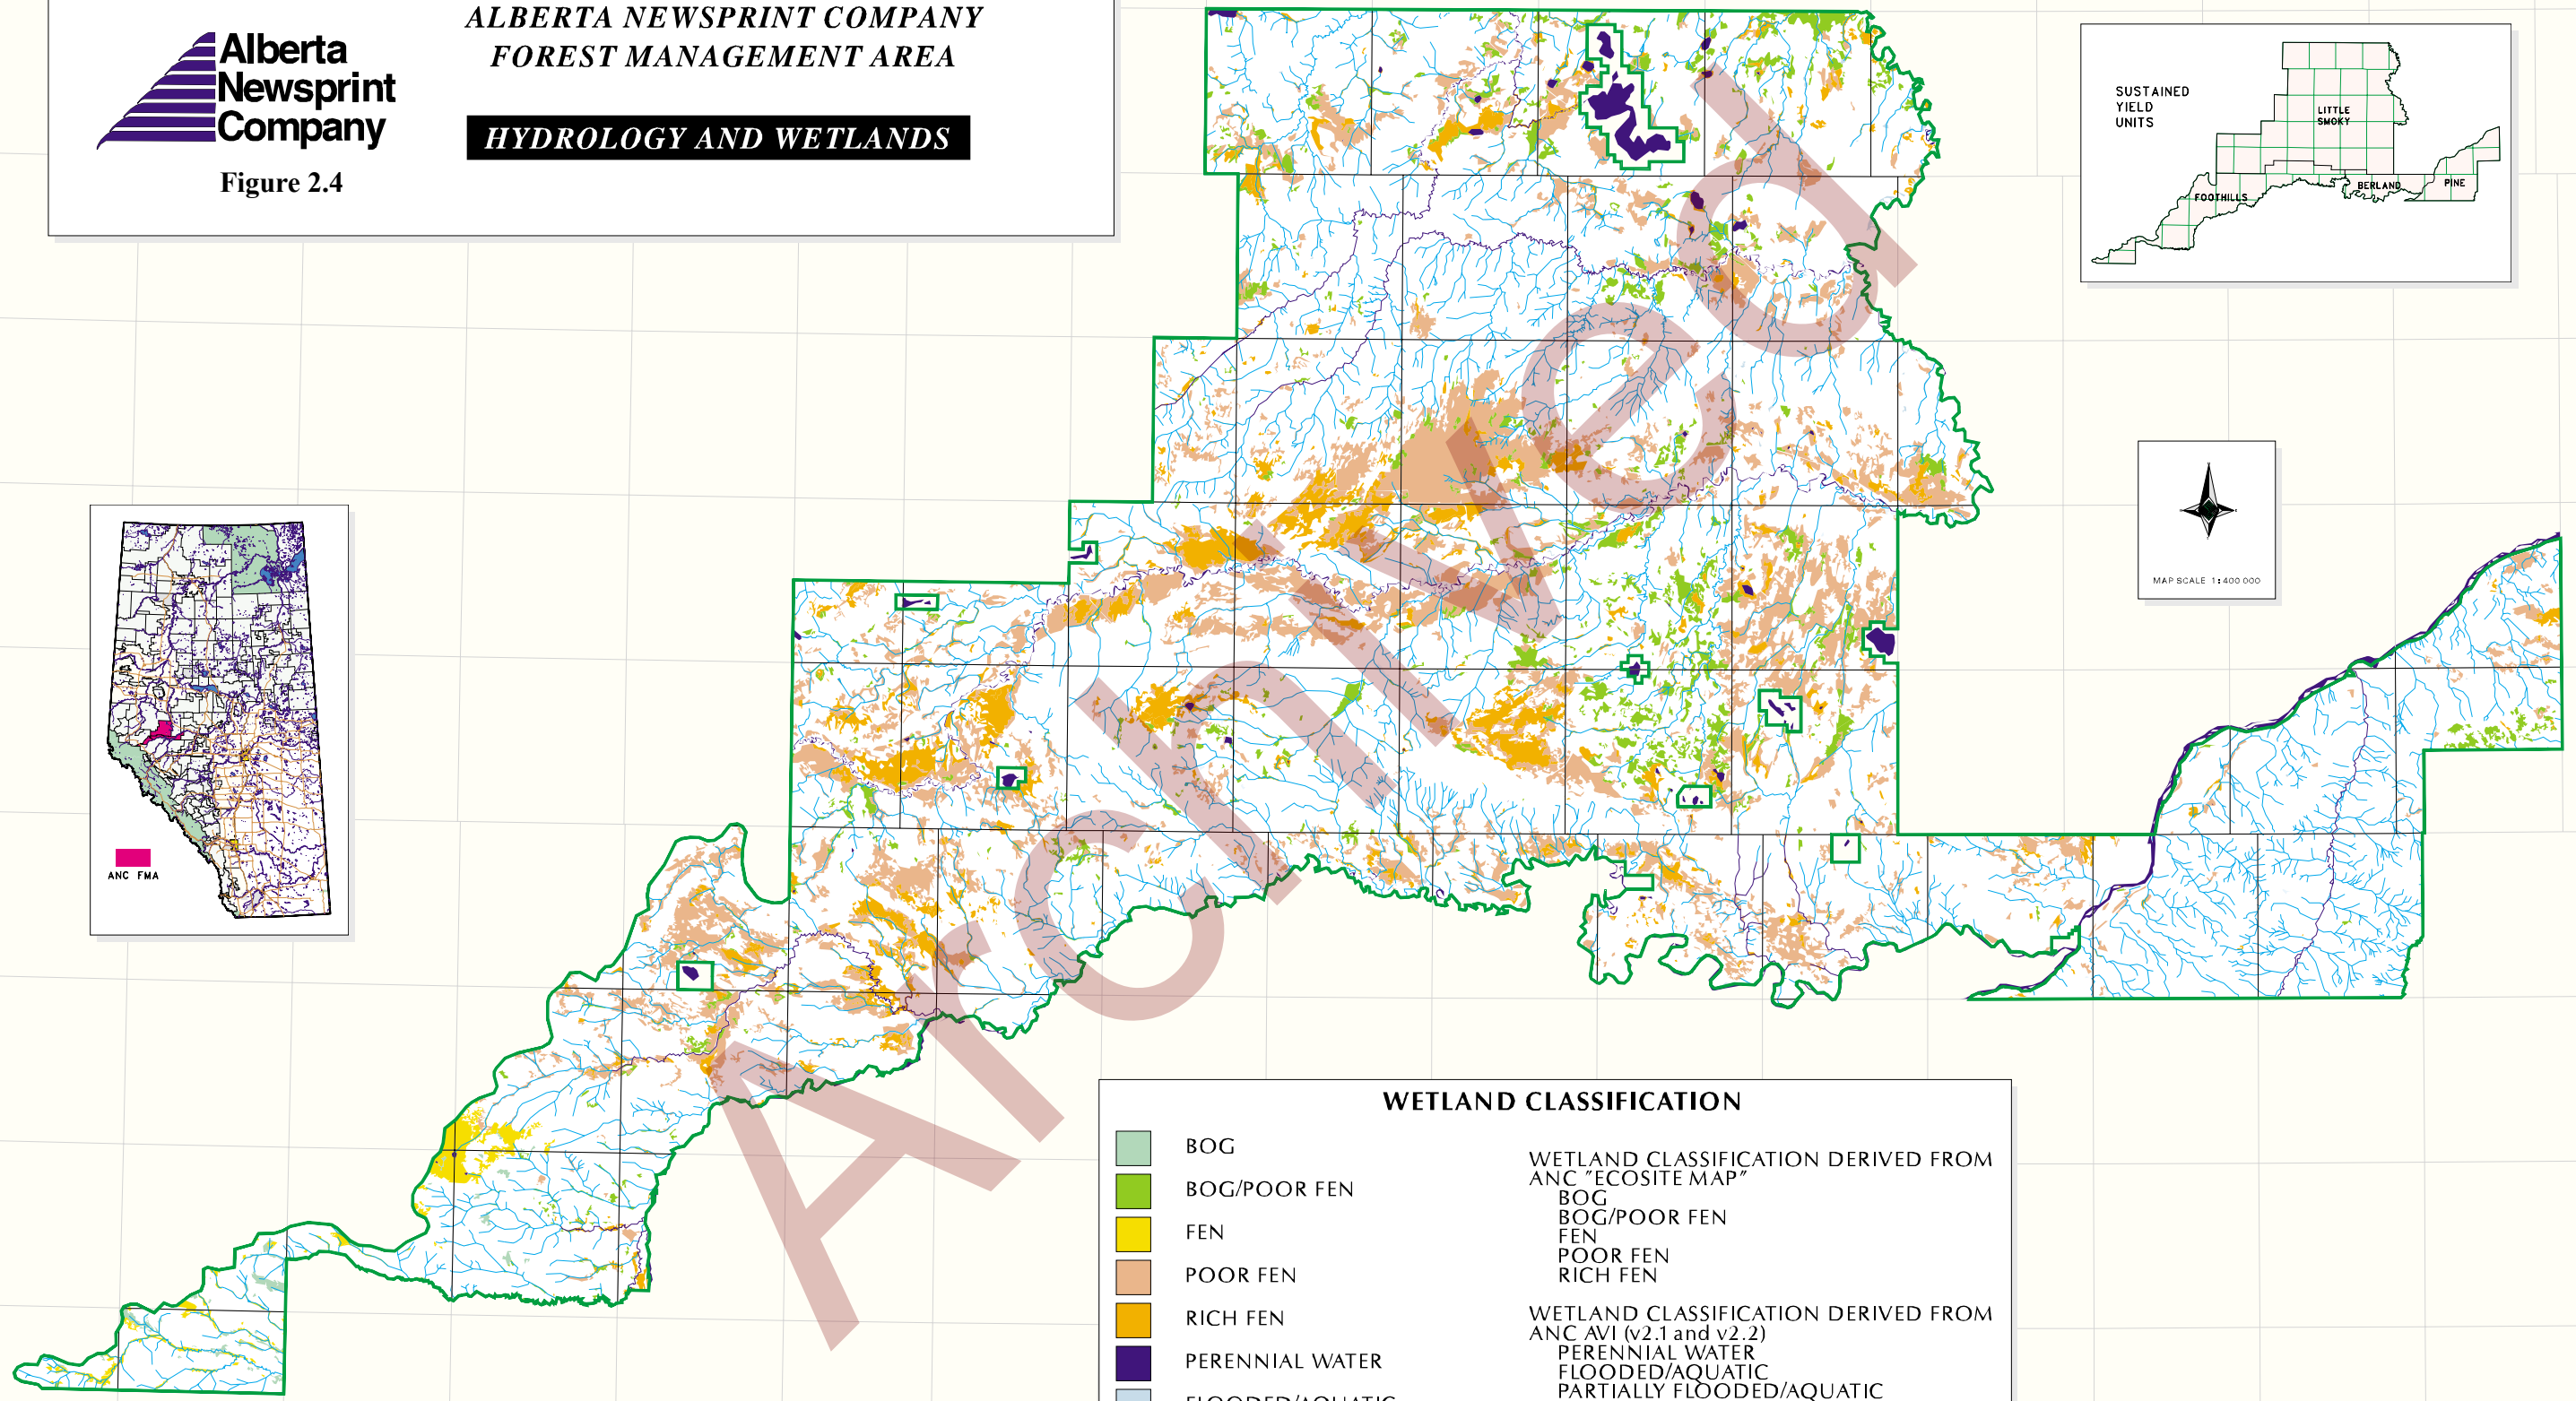 ALBERTA NEWSPRINT COMPANY
FOREST MANAGEMENT AREA
Alberta
Newsprint
Company
HYDROLOGY AND WETLANDS
Figure 2.4
SUSTAINED
YIELD
UNITS
LITTLE
SMOKY
BERLAND
PINE
FOOTHILLS
MAP SCALE 1:400 000
ANC FMA
Archived
WETLAND CLASSIFICATION
BOG
BOG/POOR FEN
FEN
POOR FEN
RICH FEN
PERENNIAL WATER
FLOODED/AQUATIC
WETLAND CLASSIFICATION DERIVED FROM
ANC "ECOSITE MAP"
BOG
BOG/POOR FEN
FEN
POOR FEN
RICH FEN
WETLAND CLASSIFICATION DERIVED FROM
ANC AVI (v2.1 and v2.2)
PERENNIAL WATER
FLOODED/AQUATIC
PARTIALLY FLOODED/AQUATIC